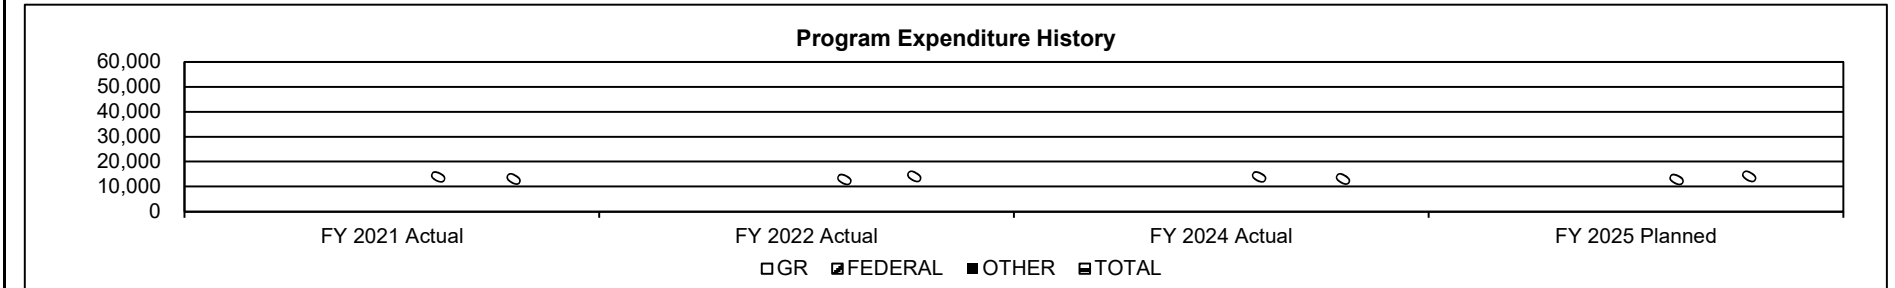 Program Expenditure History
60,000
50,000
40,000
30,000
20,000
10,000
0
0 0 0 0 0 0 0 0
FY 2021 Actual FY 2022 Actual FY 2024 Actual FY 2025 Planned
GR FEDERAL OTHER TOTAL